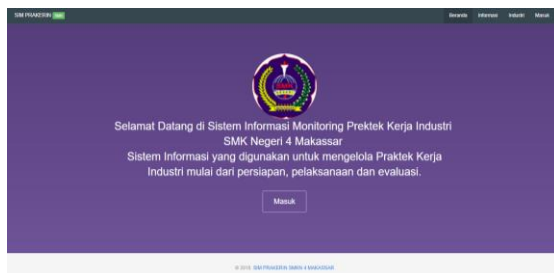 SIM PRAKERIN
Beranda Informasi Industri Masuk
Selamat Datang di Sistem Informasi Monitoring Prektek Kerja Industri
SMK Negeri 4 Makassar
Sistem Informasi yang digunakan untuk mengelola Praktek Kerja
Industri mulai dari persiapan, pelaksanaan dan evaluasi.
Masuk
SIM PRAKERIN SMKN 4 MAKASSAR